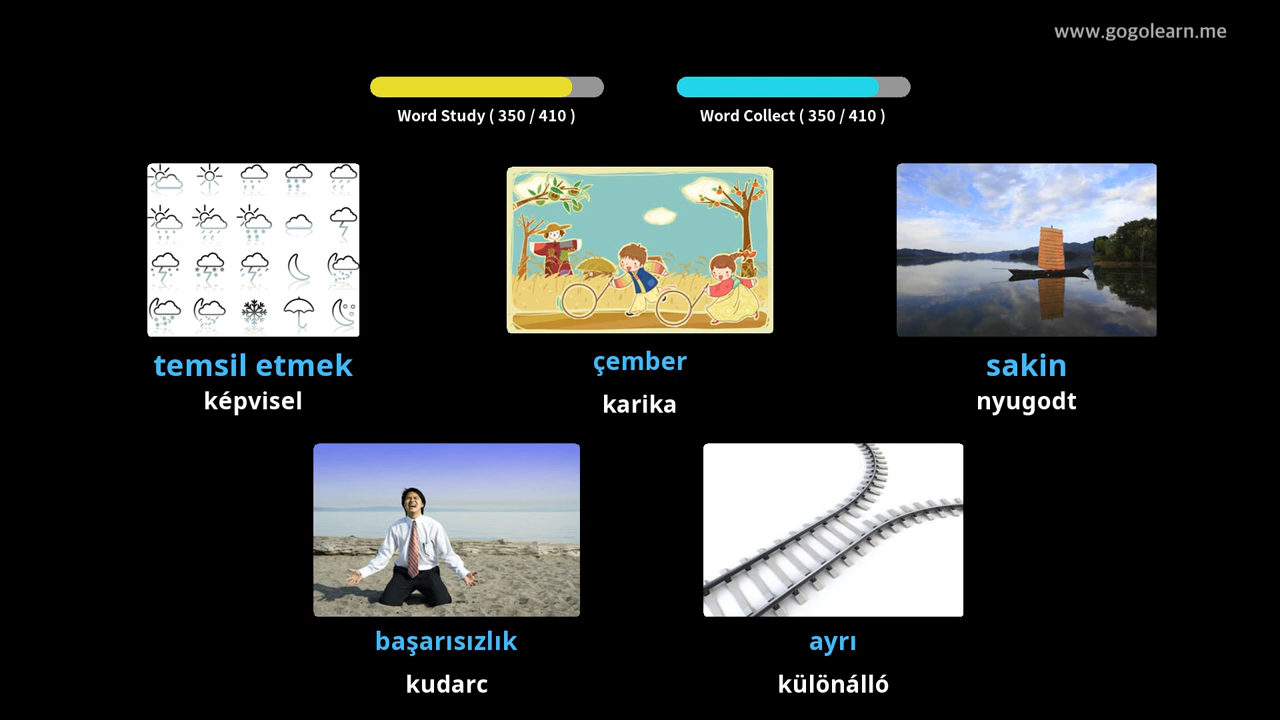 www.gogolearn.me
Word Study ( 350 / 410 )
Word Collect ( 350 / 410 )
temsil etmek
képvisel
çember
karika
sakin
nyugodt
başarısızlık
kudarc
ayrı
különálló